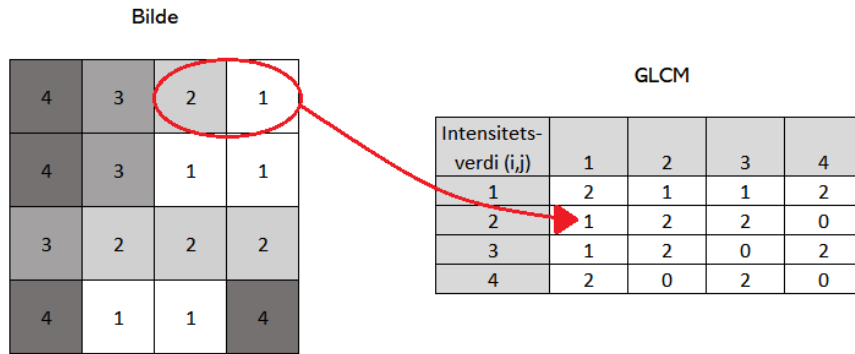 Bilde
4 3 2 1
4 3 1 1
3 2 2 2
4 1 1 4
GLCM
Intensitets-
verdi (i,j) 1 2 3 4
1 2 1 1 2
2 1 2 2 0
3 1 2 0 2
4 2 0 2 0